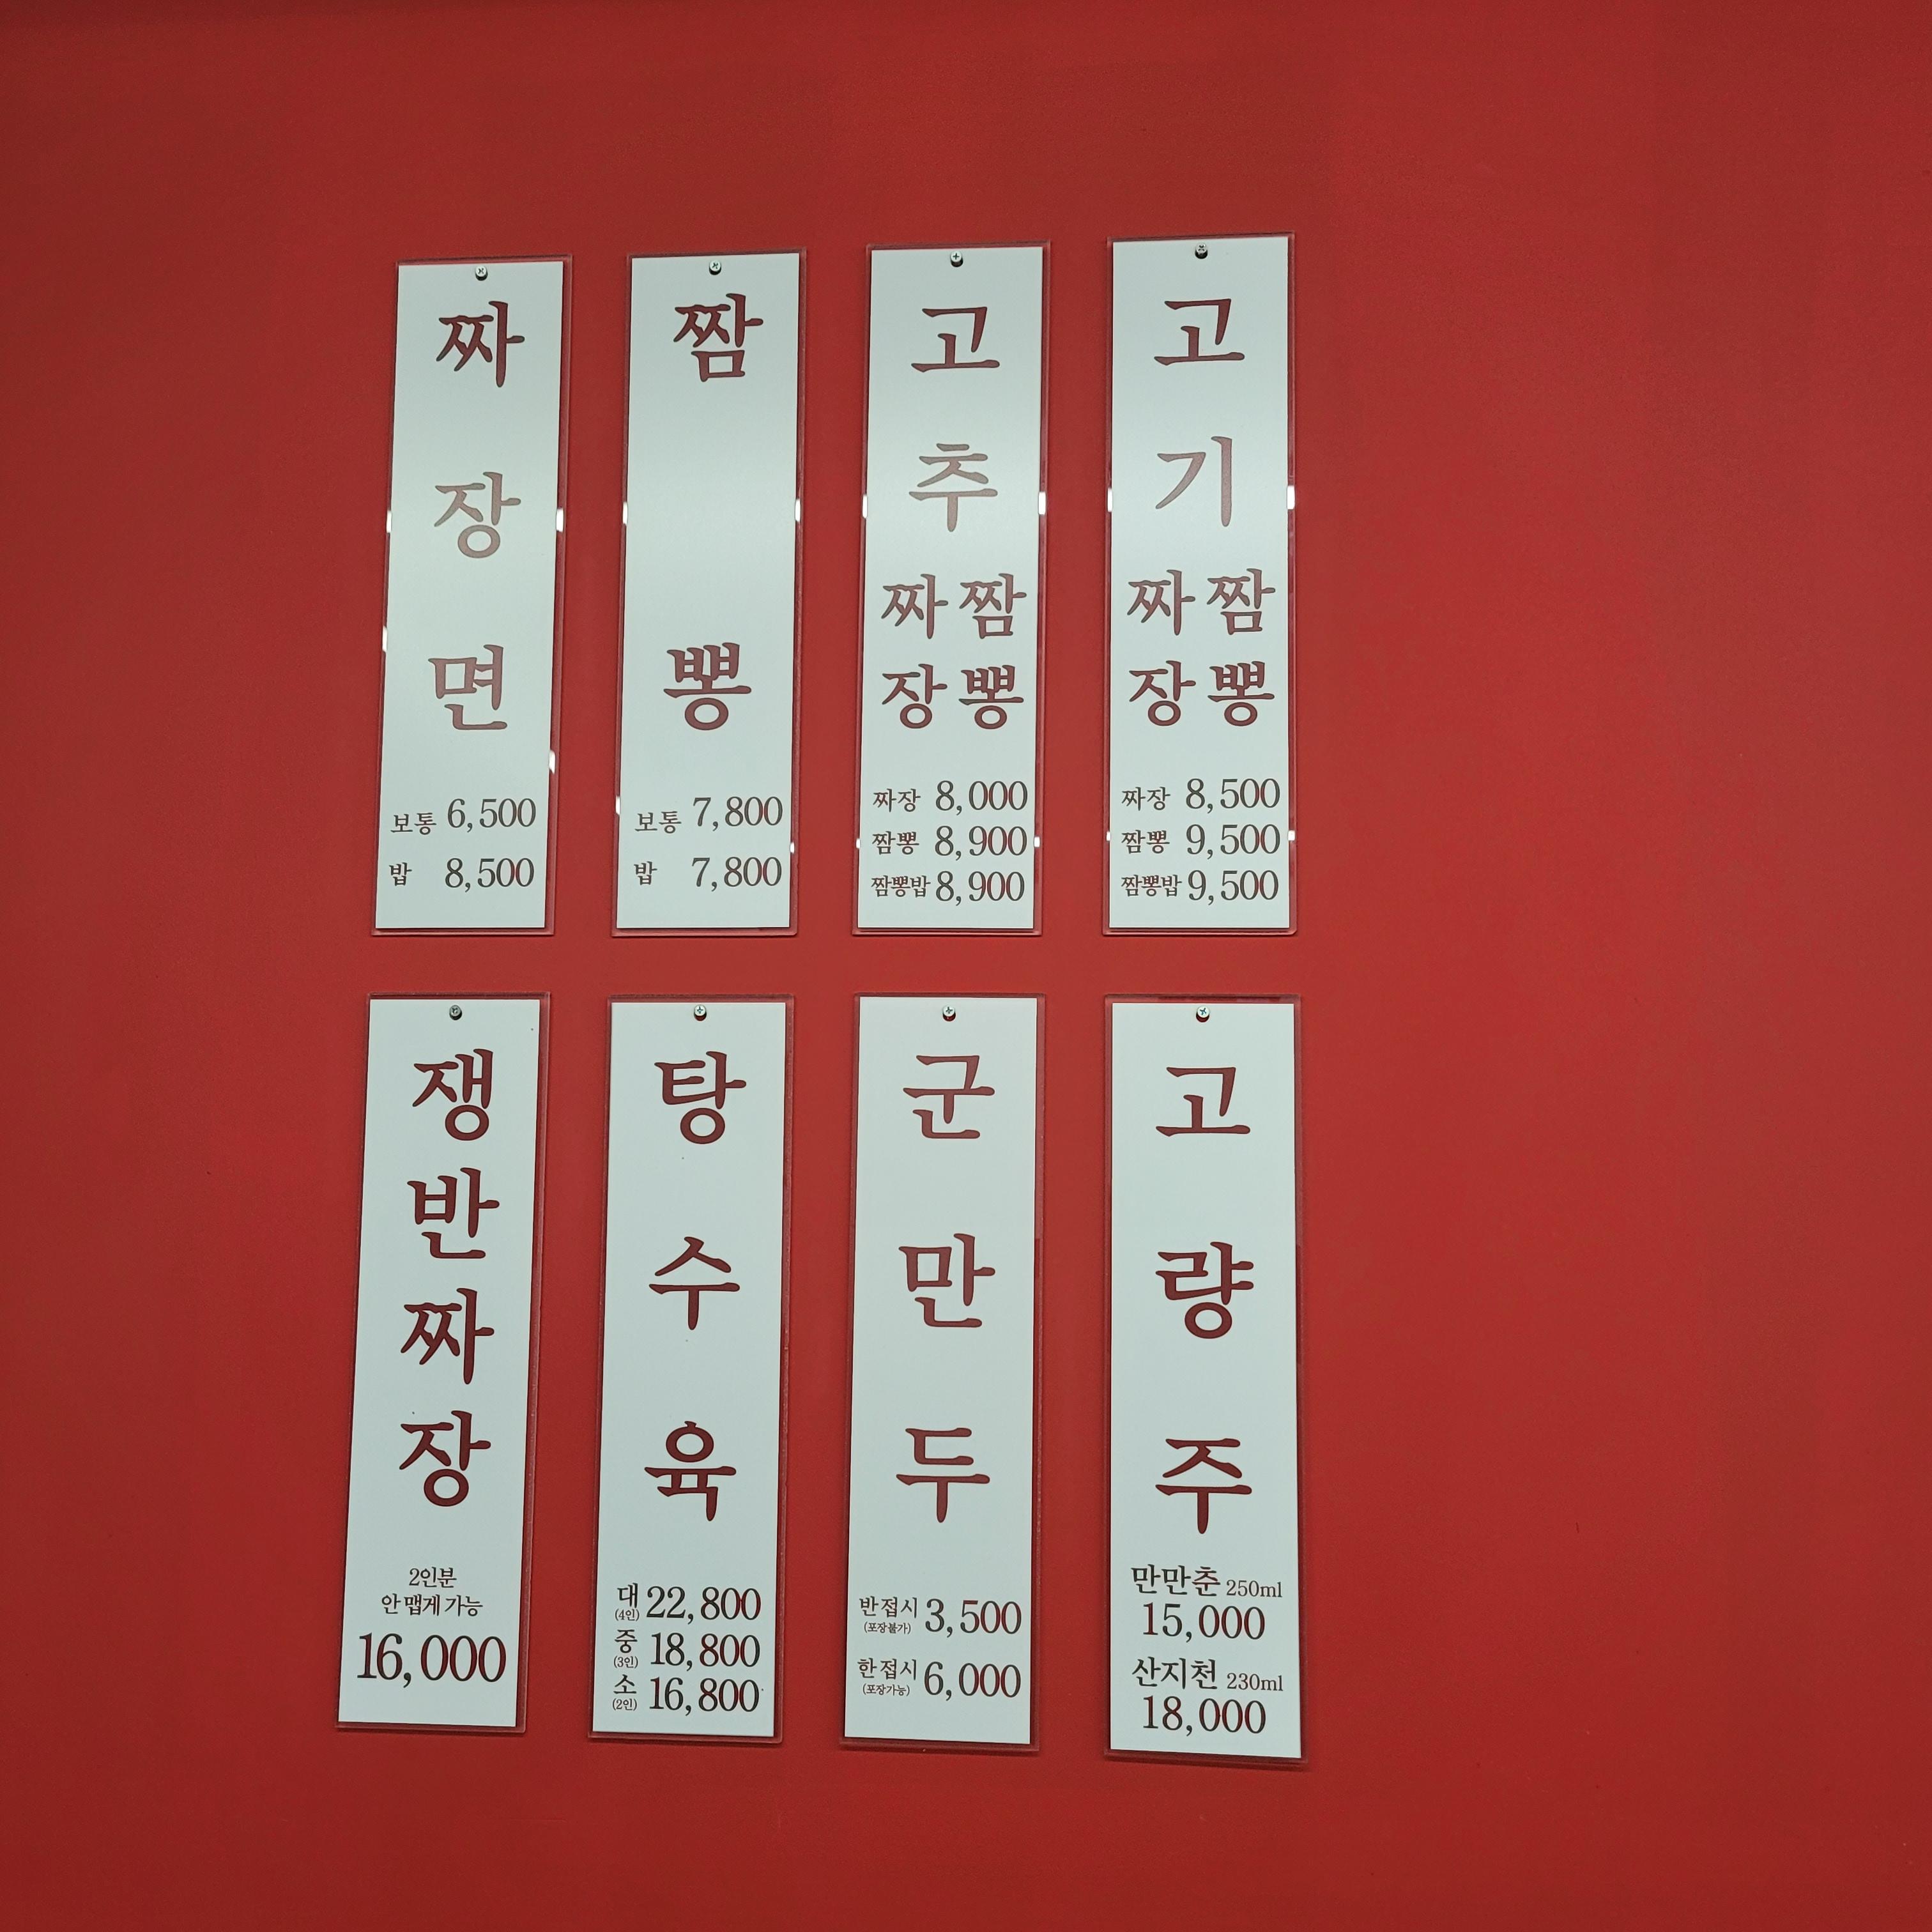 짜장면
보통 6,500
밥 8,500
짬뽕
보통 7,800
밥 7,800
고추
짜장 짬뽕
짜장 8,000
짬뽕 8,900
짬뽕밥 8,900
고기
짜장 짬뽕
짜장 8,500
짬뽕 9,500
짬뽕밥 9,500
쟁반짜장
2인분
안 맵게 가능
16,000
탕수육
대 (4인) 22,800
중 (3인) 18,800
소 (2인) 16,800
군만두
반접시 (포장불가) 3,500
한접시 (포장가능) 6,000
고량주
만만춘 250ml
15,000
산지천 230ml
18,000